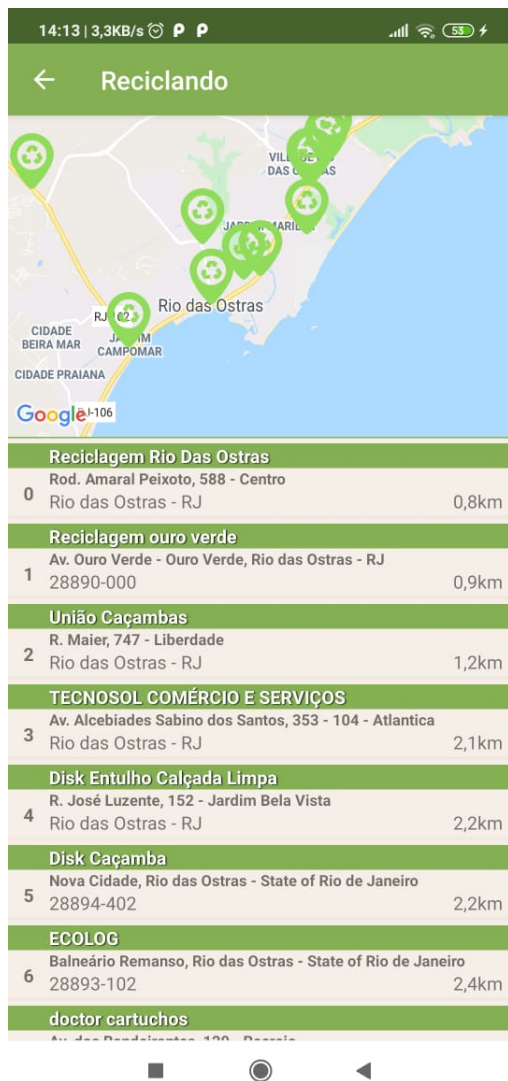 14:13 | 3,3KB/s
53
Reciclando
JARDIM
Rio das Ostras
CIDADE
BEIRA MAR
CAMPOMAR
CIDADE PRAIANA
Google
Reciclagem Rio Das Ostras
Rod. Amaral Peixoto, 588 - Centro
0
Rio das Ostras - RJ
0,8km
Reciclagem ouro verde
Av. Ouro Verde - Ouro Verde, Rio das Ostras - RJ
1
28890-000
0,9km
União Caçambas
R. Maier, 747 - Liberdade
2
Rio das Ostras - RJ
1,2km
TECNOSOL COMÉRCIO E SERVIÇOS
Av. Alcebiades Sabino dos Santos, 353 - 104 - Atlantica
3
Rio das Ostras - RJ
2,1km
Disk Entulho Calçada Limpa
R. José Luzente, 152 - Jardim Bela Vista
4
Rio das Ostras - RJ
2,2km
Disk Caçamba
Nova Cidade, Rio das Ostras - State of Rio de Janeiro
5
28894-402
2,2km
ECOLOG
Balneário Remanso, Rio das Ostras - State of Rio de Janeiro
6
28893-102
2,4km
doctor cartuchos